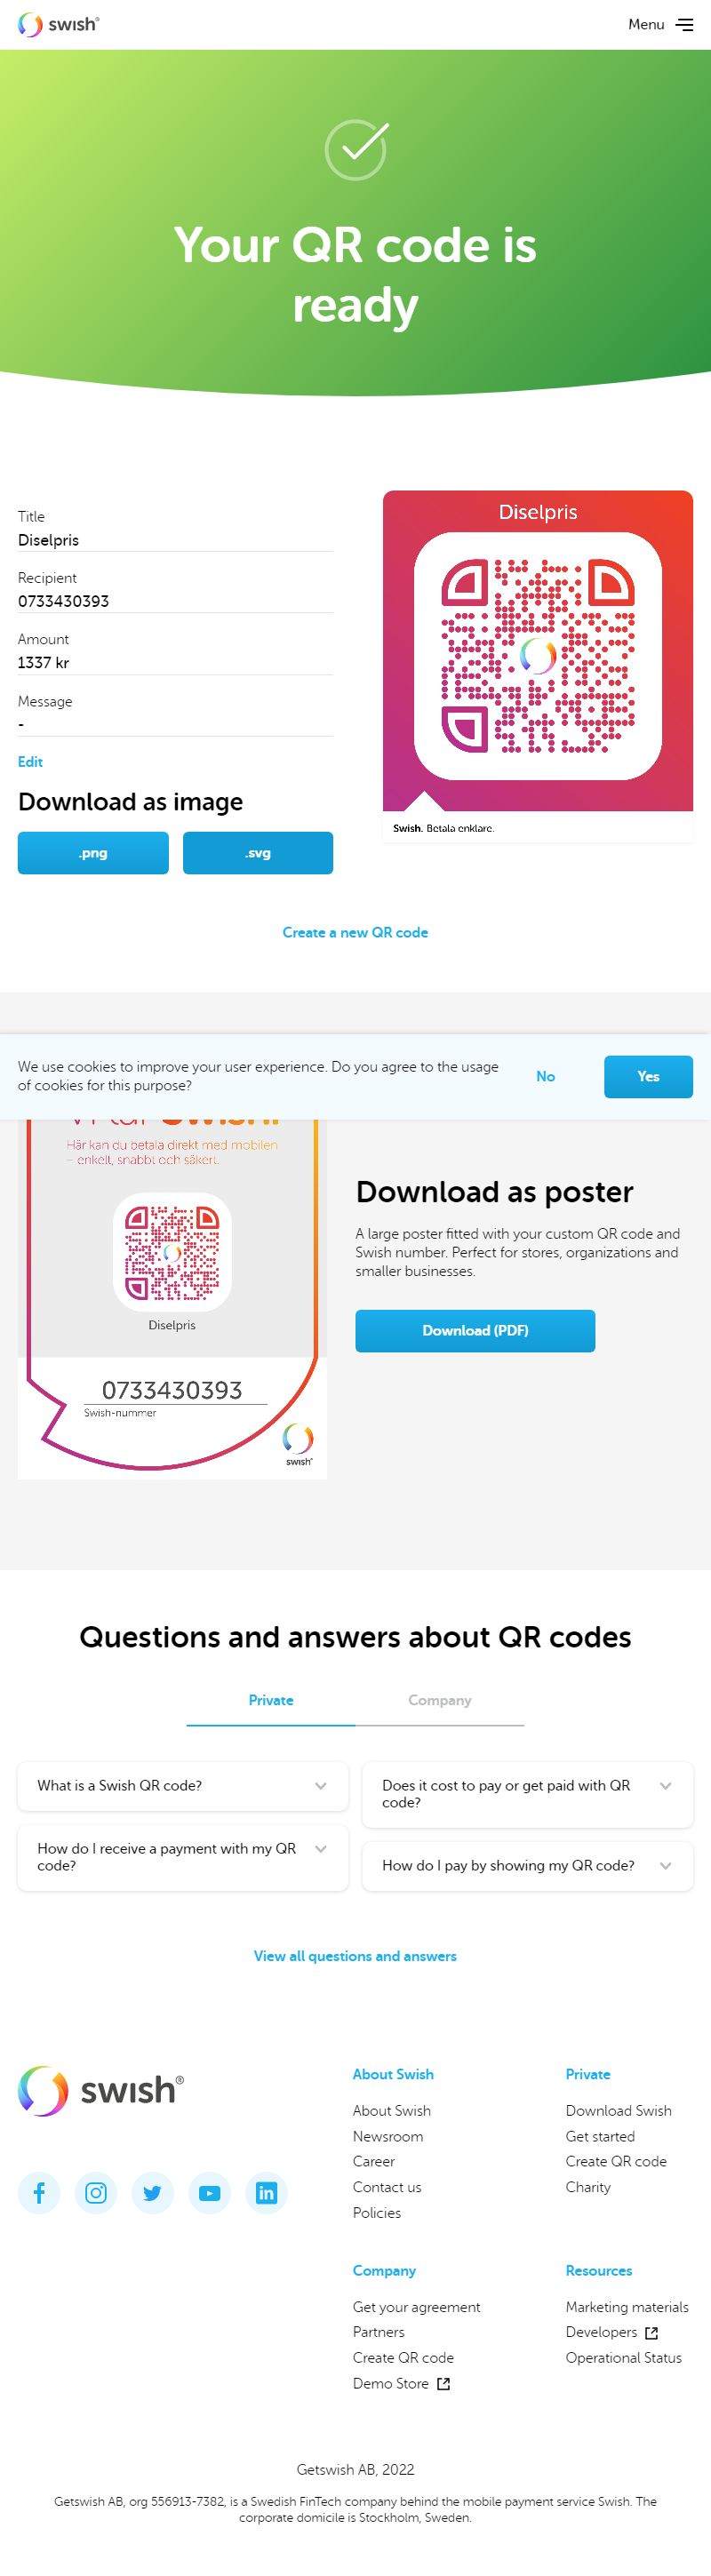 swish®
Menu
Your QR code is
ready
Title
Diselpris
Recipient
0733430393
Amount
1337 kr
Message
-
Edit
Download as image
.png
.svg
Diselpris
Swish. Betala enklare.
Create a new QR code
We use cookies to improve your user experience. Do you agree to the usage
of cookies for this purpose?
No
Yes
Här kan du betala direkt med mobilen
– enkelt, snabbt och säkert.
Diselpris
0733430393
Swish-nummer
swish®
Download as poster
A large poster fitted with your custom QR code and
Swish number. Perfect for stores, organizations and
smaller businesses.
Download (PDF)
Questions and answers about QR codes
Private
Company
What is a Swish QR code?
Does it cost to pay or get paid with QR
code?
How do I receive a payment with my QR
code?
How do I pay by showing my QR code?
View all questions and answers
swish®
About Swish
About Swish
Newsroom
Career
Contact us
Policies
Private
Download Swish
Get started
Create QR code
Charity
Company
Get your agreement
Partners
Create QR code
Demo Store
Resources
Marketing materials
Developers
Operational Status
Getswish AB, 2022
Getswish AB, org 556913-7382, is a Swedish FinTech company behind the mobile payment service Swish. The
corporate domicile is Stockholm, Sweden.